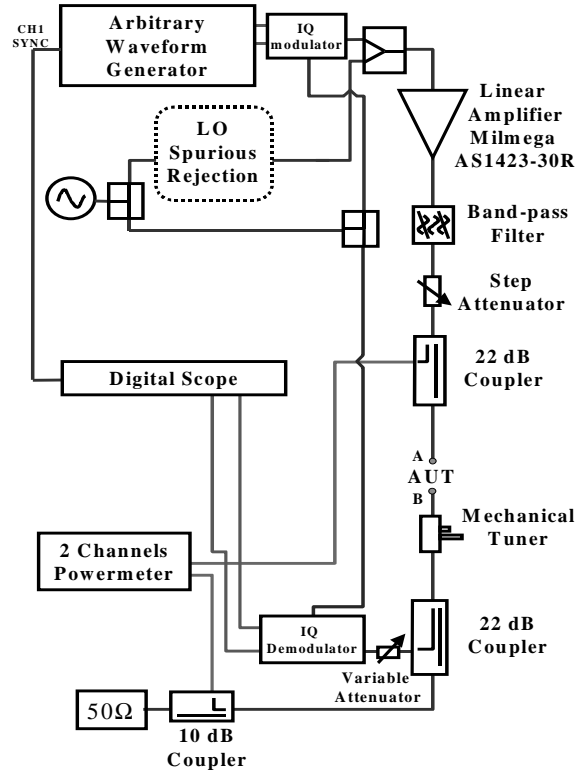 CH1
SYNC
Arbitrary
Waveform
Generator
IQ
modulator
Linear
Amplifier
Milmega
AS1423-30R
LO
Spurious
Rejection
Band-pass
Filter
Step
Attenuator
22 dB
Coupler
Digital Scope
A
AUT
B
Mechanical
Tuner
2 Channels
Powermeter
IQ
Demodulator
22 dB
Coupler
Variable
Attenuator
50Ω
10 dB
Coupler